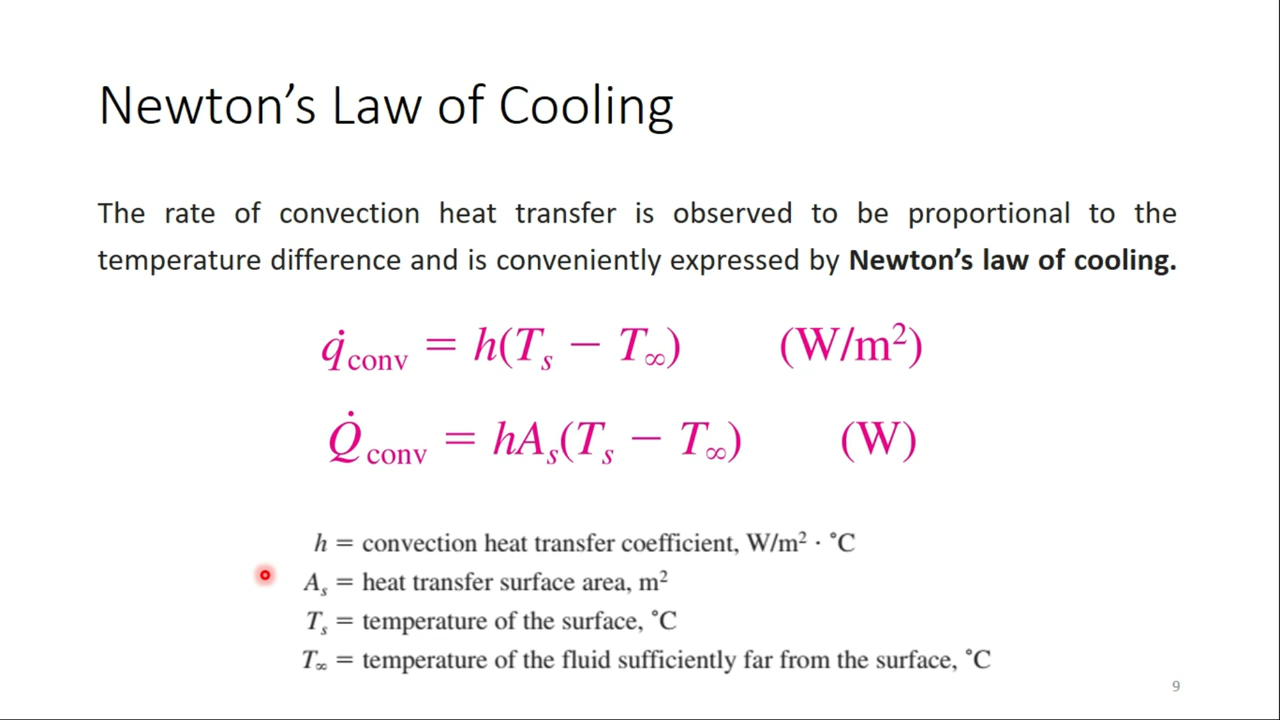 Newton’s Law of Cooling
The rate of convection heat transfer is observed to be proportional to the
temperature difference and is conveniently expressed by Newton’s law of cooling.
q̇conv = h(Ts − T∞) (W/m²)
Q̇conv = hAs(Ts − T∞) (W)
h = convection heat transfer coefficient, W/m² · °C
As = heat transfer surface area, m²
Ts = temperature of the surface, °C
T∞ = temperature of the fluid sufficiently far from the surface, °C
9